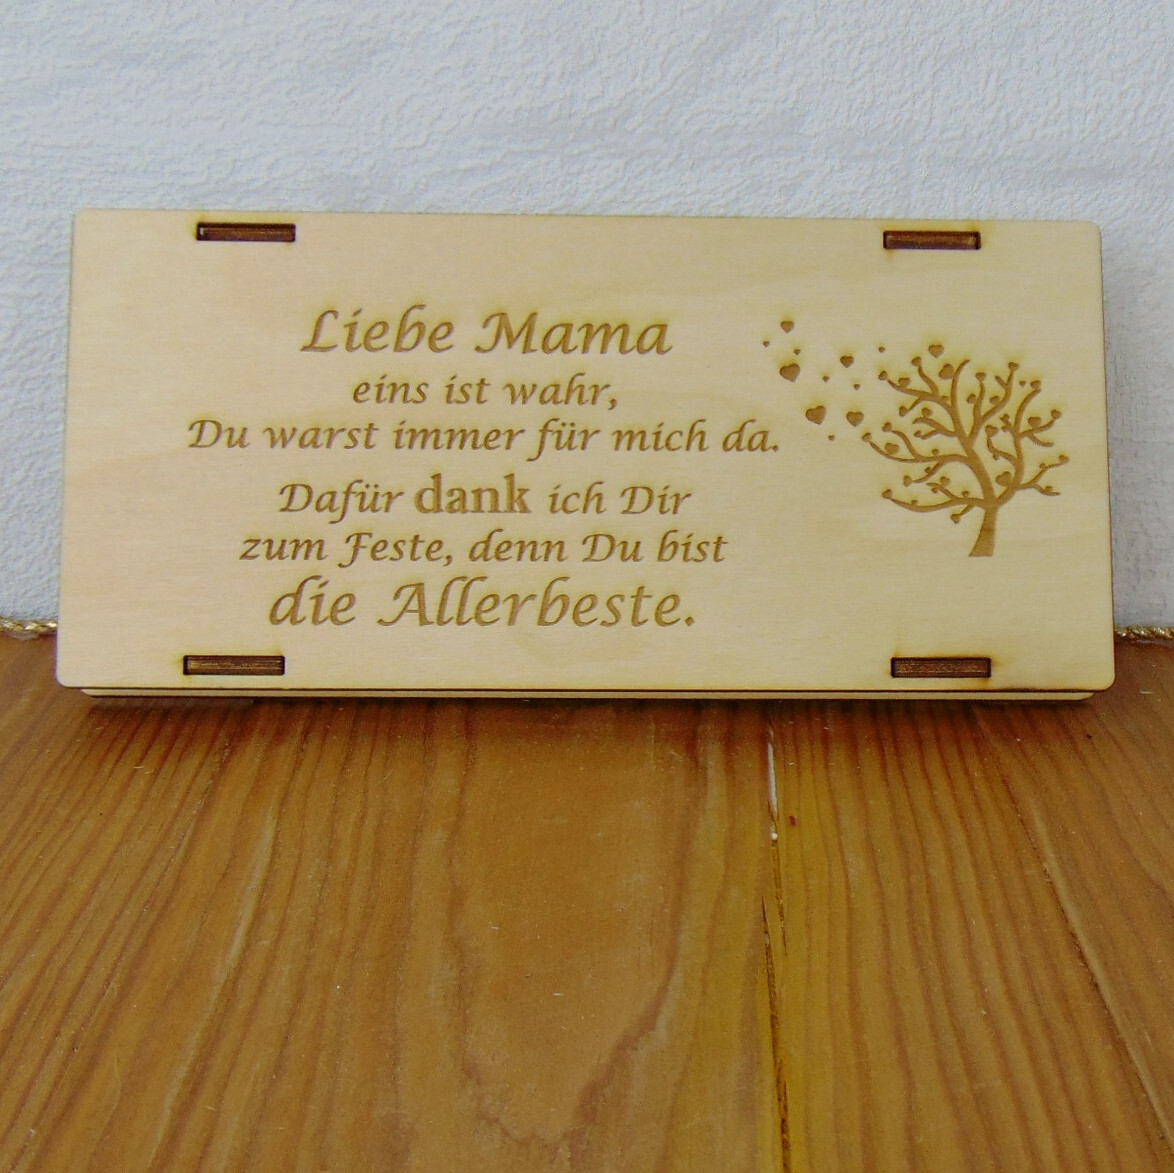 Liebe Mama
eins ist wahr,
Du warst immer für mich da.
Dafür dank ich Dir
zum Feste, denn Du bist
die Allerbeste.